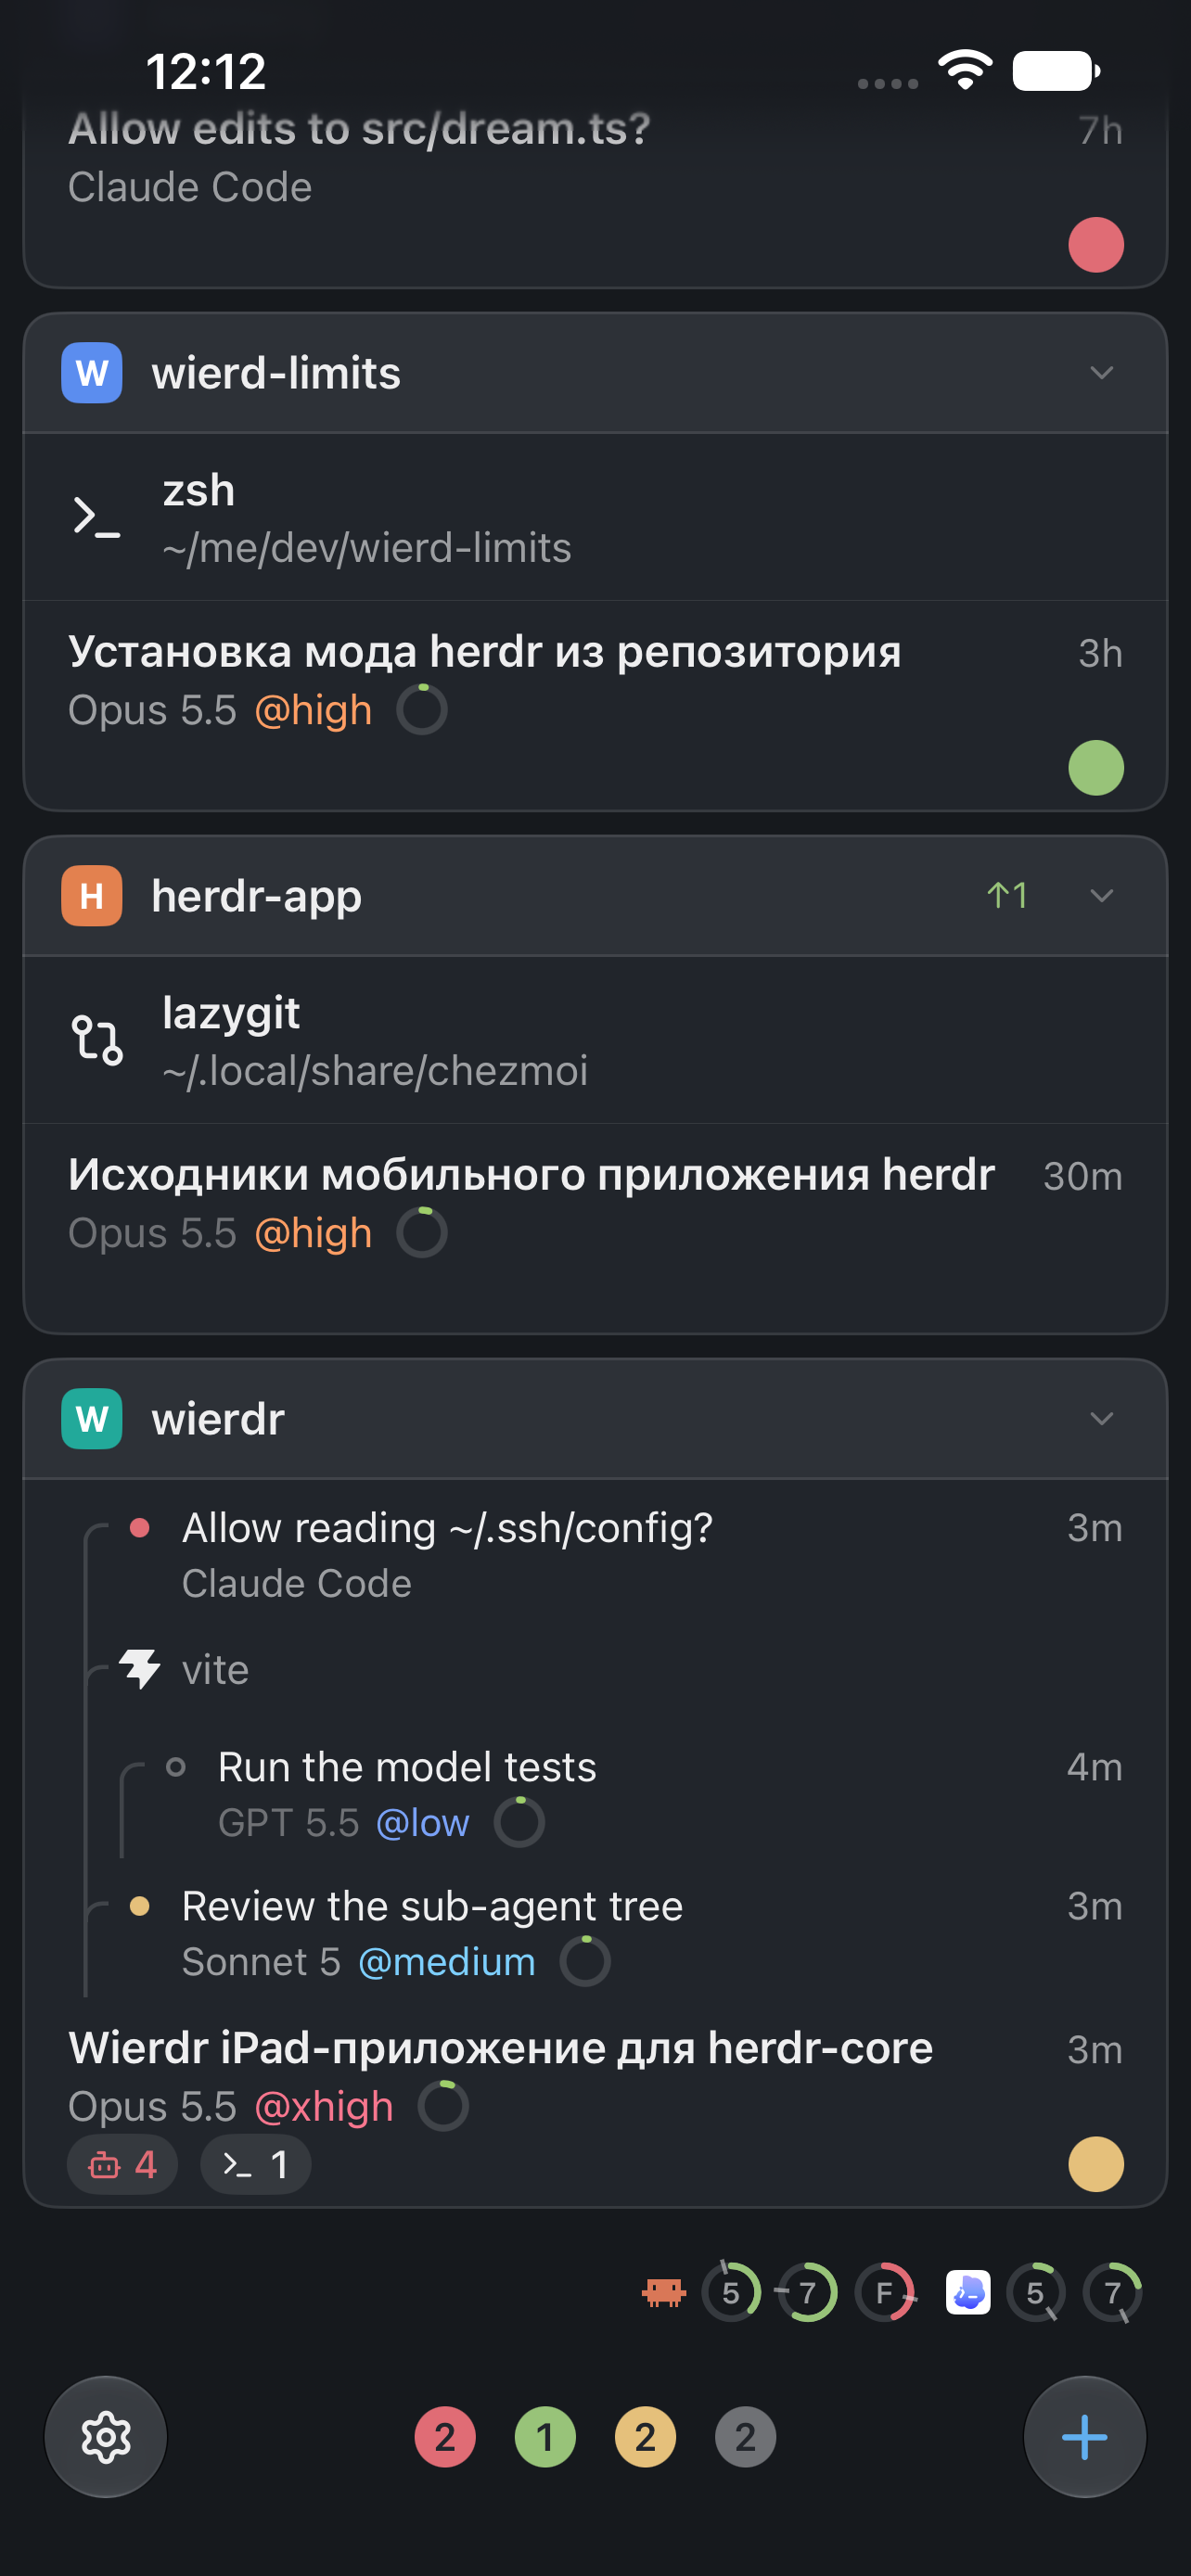 12:12
Allow edits to src/dream.ts? 7h
Claude Code
W wierd-limits
zsh
~/me/dev/wierd-limits
Установка мода herdr из репозитория 3h
Opus 5.5 @high
H herdr-app ↑1
lazygit
~/.local/share/chezmoi
Исходники мобильного приложения herdr 30m
Opus 5.5 @high
W wierdr
Allow reading ~/.ssh/config? 3m
Claude Code
vite
Run the model tests 4m
GPT 5.5 @low
Review the sub-agent tree 3m
Sonnet 5 @medium
Wierdr iPad-приложение для herdr-core 3m
Opus 5.5 @xhigh
4 1
5 7 F 5 7
2 1 2 2